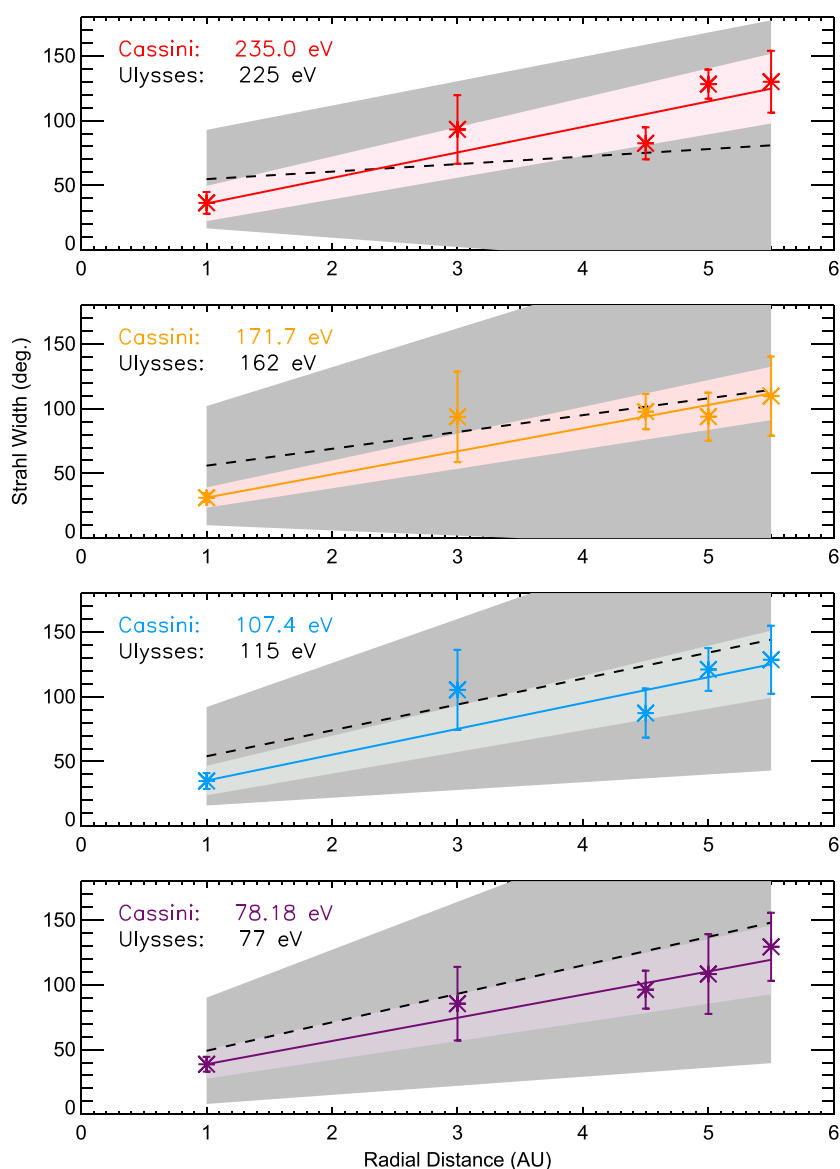 Cassini: 235.0 eV
Ulysses: 225 eV
150
100
50
0
0 1 2 3 4 5 6
Cassini: 171.7 eV
Ulysses: 162 eV
150
100
50
0
0 1 2 3 4 5 6
Strahl Width (deg.)
Cassini: 107.4 eV
Ulysses: 115 eV
150
100
50
0
0 1 2 3 4 5 6
Cassini: 78.18 eV
Ulysses: 77 eV
150
100
50
0
0 1 2 3 4 5 6
Radial Distance (AU)